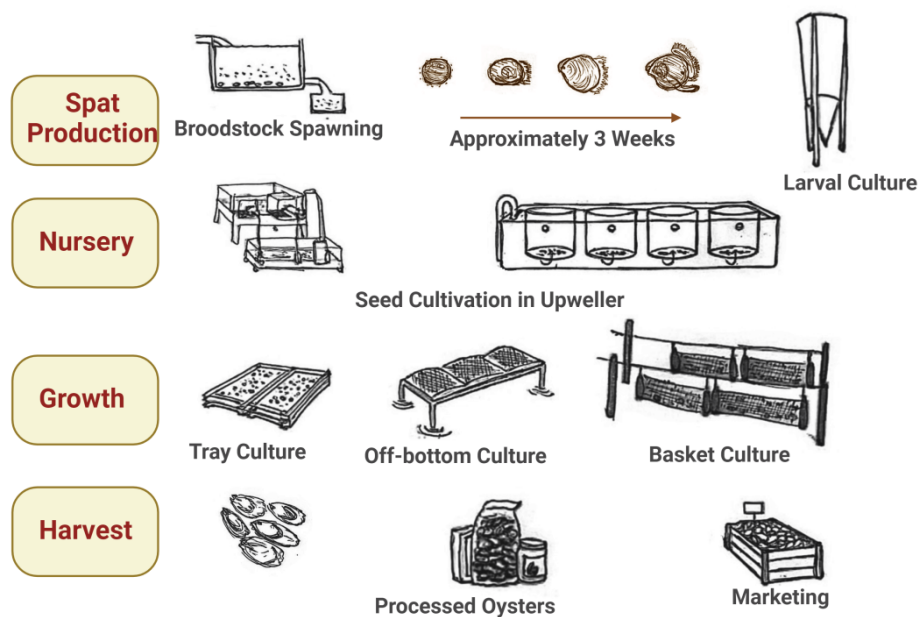 Spat
Production
Broodstock Spawning
Approximately 3 Weeks
Larval Culture
Nursery
Seed Cultivation in Upweller
Growth
Tray Culture
Off-bottom Culture
Basket Culture
Harvest
Processed Oysters
Marketing